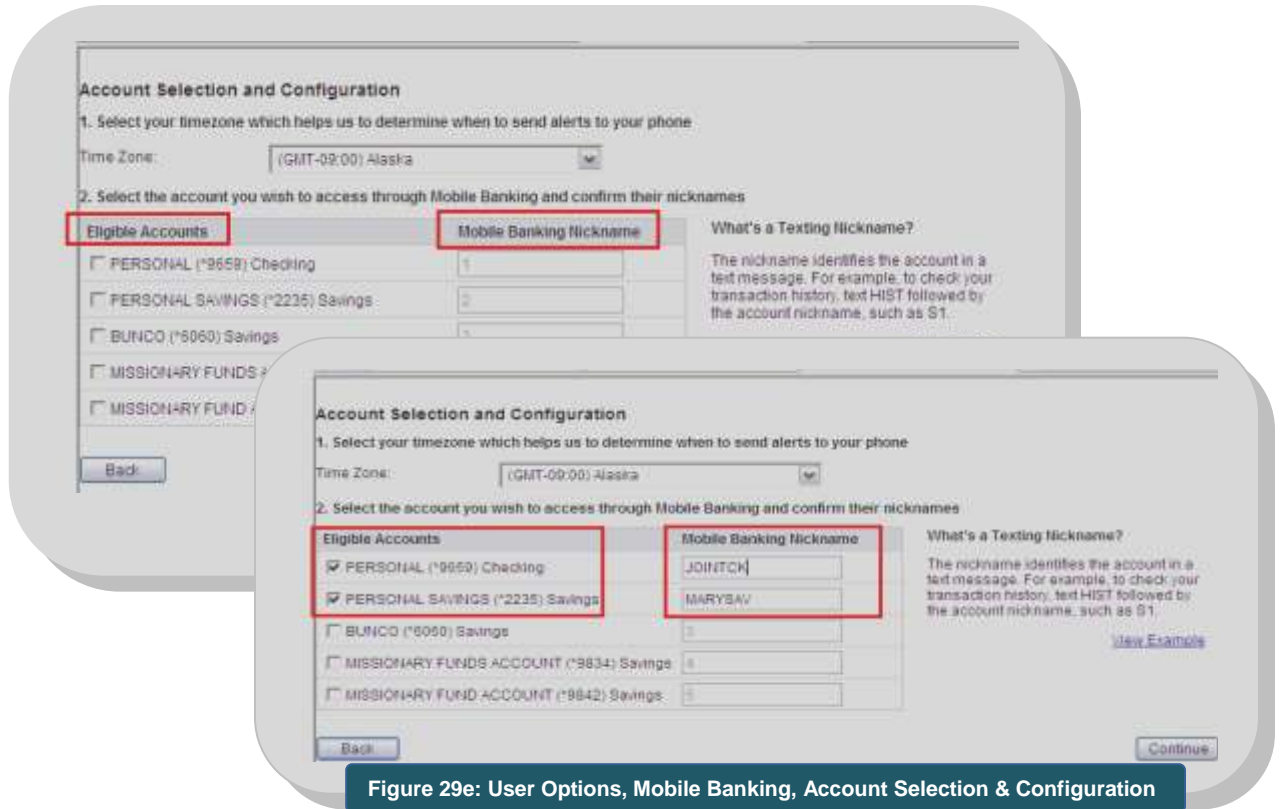 Account Selection and Configuration
1. Select your timezone which helps us to determine when to send alerts to your phone
Time Zone: (GMT-09:00) Alaska
2. Select the account you wish to access through Mobile Banking and confirm their nicknames
Eligible Accounts Mobile Banking Nickname What's a Texting Nickname?
PERSONAL (*9659) Checking 1 The nickname identifies the account in a
text message. For example, to check your
PERSONAL SAVINGS (*2235) Savings 2 transaction history, text HIST followed by
the account nickname, such as S1.
BUNCO (*6060) Savings 3
MISSIONARY FUNDS
MISSIONARY FUND
Back
Account Selection and Configuration
1. Select your timezone which helps us to determine when to send alerts to your phone
Time Zone: (GMT-09:00) Alaska
2. Select the account you wish to access through Mobile Banking and confirm their nicknames
Eligible Accounts Mobile Banking Nickname What's a Texting Nickname?
PERSONAL (*9659) Checking JOINTCK The nickname identifies the account in a
text message. For example, to check your
PERSONAL SAVINGS (*2235) Savings MARYSAV transaction history, text HIST followed by
the account nickname, such as S1.
BUNCO (*6060) Savings 3
View Example
MISSIONARY FUNDS ACCOUNT (*9834) Savings 4
MISSIONARY FUND ACCOUNT (*9842) Savings 5
Back Continue
Figure 29e: User Options, Mobile Banking, Account Selection & Configuration